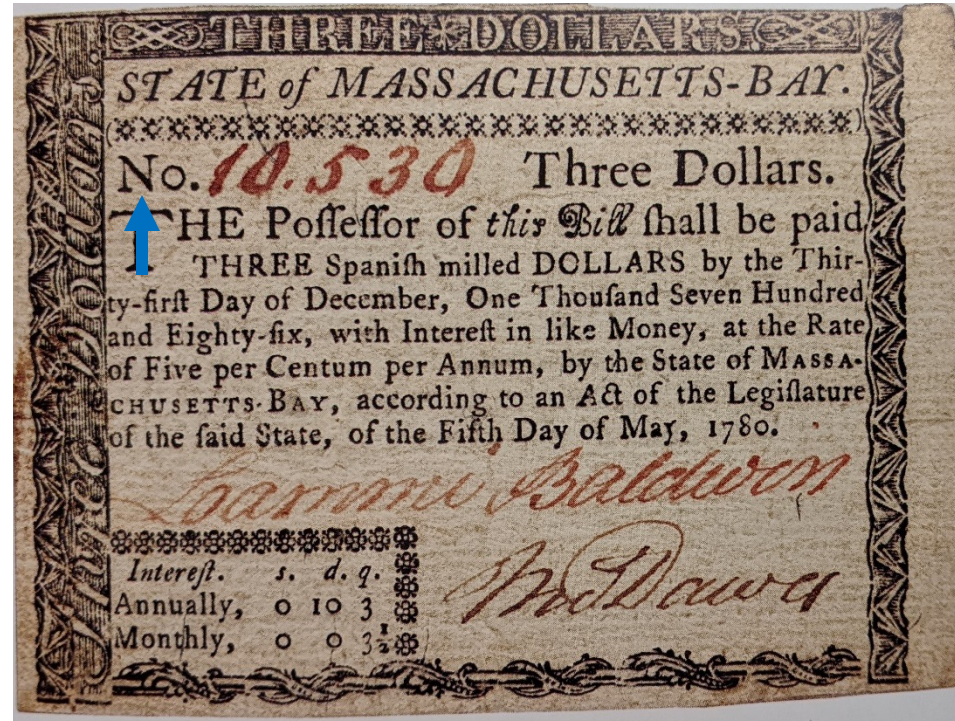 THREE DOLLARS.
Three Dollars.
STATE of MASSACHUSETTS-BAY.
No. 10.530 Three Dollars.
THE Poſſeſſor of this Bill ſhall be paid
THREE Spaniſh milled DOLLARS by the Thir-
ty-firſt Day of December, One Thouſand Seven Hundred
and Eighty-ſix, with Intereſt in like Money, at the Rate
of Five per Centum per Annum, by the State of MASSA-
CHUSETTS-BAY, according to an Act of the Legiſlature
of the ſaid State, of the Fifth Day of May, 1780.
Loammi Baldwin
Tho Dawes
Intereſt. s. d. q.
Annually, 0 10 3
Monthly, 0 0 3½